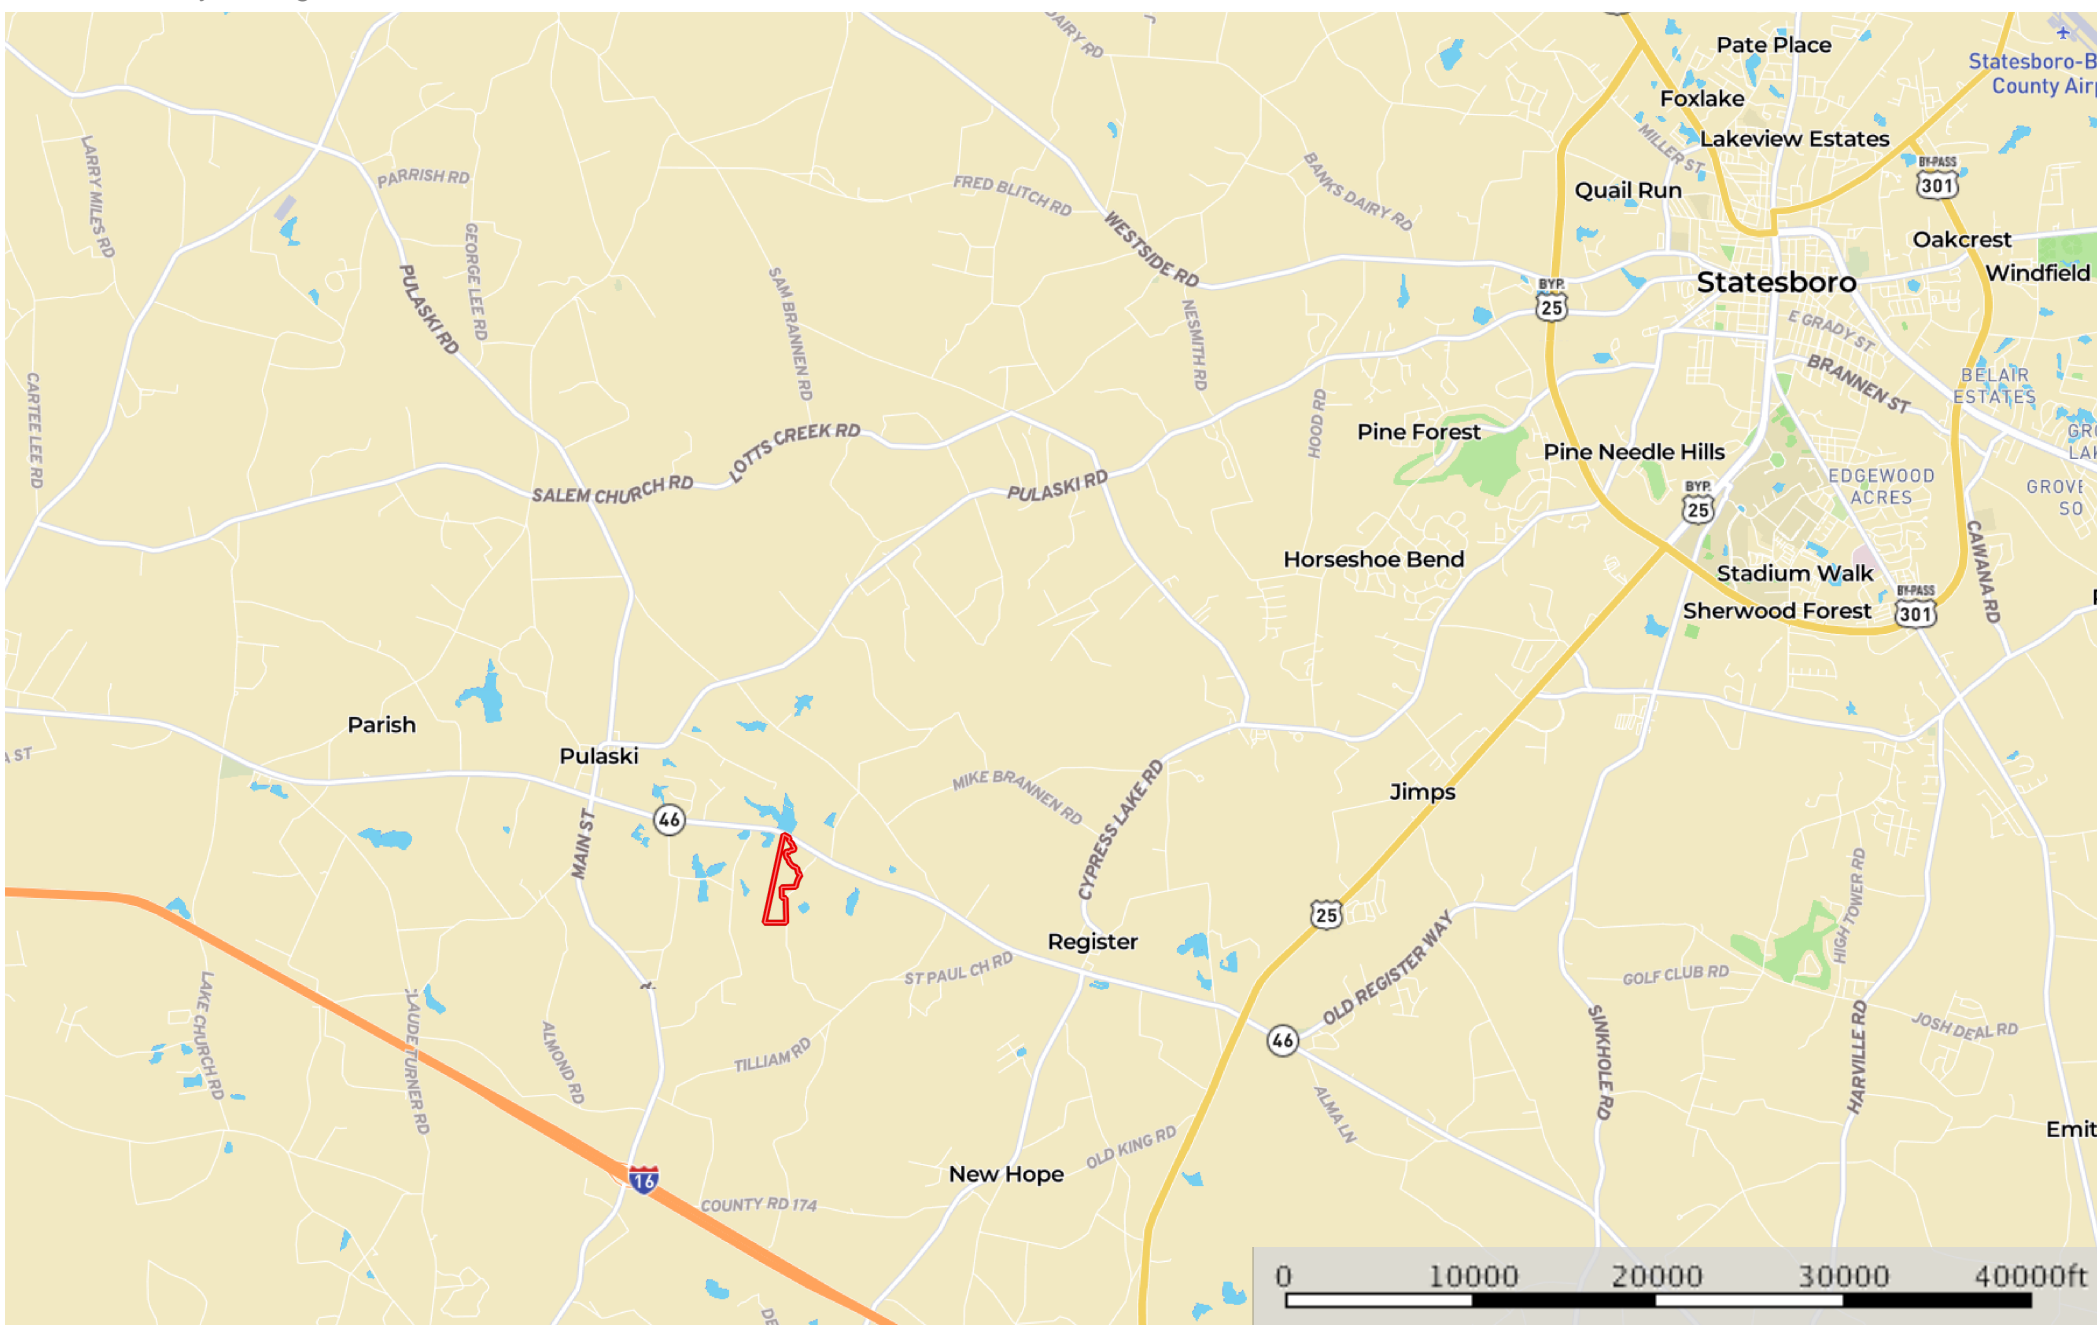 DAIRY RD
Pate Place
Statesboro-B
County Air
Foxlake
Lakeview Estates
MILLER ST
BY-PASS
301
LARRY MILES RD
PARRISH RD
FRED BLITCH RD
BANKS DAIRY RD
Quail Run
Oakcrest
Windfield
WESTSIDE RD
GEORGE LEE RD
PULASKI RD
SAM BRANNEN RD
NESMITH RD
BYP.
25
Statesboro
E GRADY ST
BRANNEN ST
BELAIR
ESTATES
CARTEE LEE RD
HOOD RD
Pine Forest
Pine Needle Hills
LOTTS CREEK RD
SALEM CHURCH RD
PULASKI RD
BYP.
25
EDGEWOOD
ACRES
GROVE
SO
CAWANA RD
Horseshoe Bend
Stadium Walk
Sherwood Forest
BY-PASS
301
Parish
Pulaski
A ST
MIKE BRANNEN RD
CYPRESS LAKE RD
Jimps
46
MAIN ST
25
HIGH TOWER RD
Register
ST PAUL CH RD
OLD REGISTER WAY
GOLF CLUB RD
LAKE CHURCH RD
CLAUDE TURNER RD
ALMOND RD
TILLIAM RD
46
SINKHOLE RD
HARVILLE RD
JOSH DEAL RD
ALMA LN
OLD KING RD
Emit
New Hope
16
COUNTY RD 174
0 10000 20000 30000 40000ft